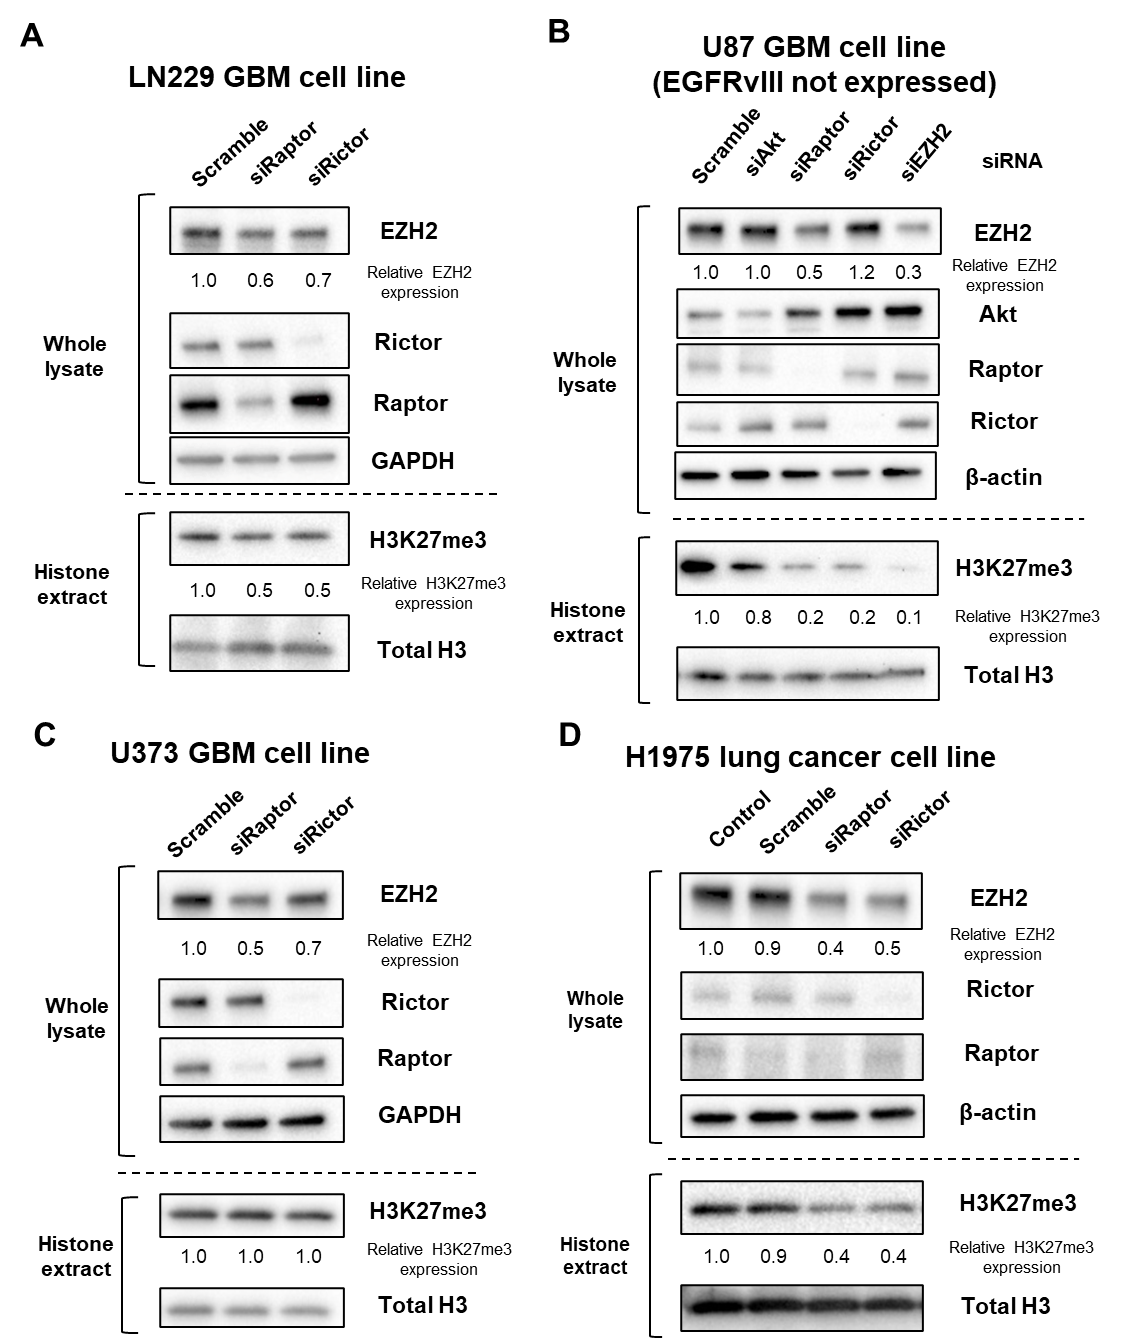 A
LN229 GBM cell line
Scramble
siRaptor
siRictor
Whole
lysate
EZH2
1.0 0.6 0.7
Relative EZH2
expression
Rictor
Raptor
GAPDH
Histone
extract
H3K27me3
1.0 0.5 0.5
Relative H3K27me3
expression
Total H3
B
U87 GBM cell line
(EGFRvIII not expressed)
Scramble
siAkt
siRaptor
siRictor
siEZH2
siRNA
Whole
lysate
EZH2
1.0 1.0 0.5 1.2 0.3
Relative EZH2
expression
Akt
Raptor
Rictor
β-actin
Histone
extract
H3K27me3
1.0 0.8 0.2 0.2 0.1
Relative H3K27me3
expression
Total H3
C
U373 GBM cell line
Scramble
siRaptor
siRictor
Whole
lysate
EZH2
1.0 0.5 0.7
Relative EZH2
expression
Rictor
Raptor
GAPDH
Histone
extract
H3K27me3
1.0 1.0 1.0
Relative H3K27me3
expression
Total H3
D
H1975 lung cancer cell line
Control
Scramble
siRaptor
siRictor
Whole
lysate
EZH2
1.0 0.9 0.4 0.5
Relative EZH2
expression
Rictor
Raptor
β-actin
Histone
extract
H3K27me3
1.0 0.9 0.4 0.4
Relative H3K27me3
expression
Total H3